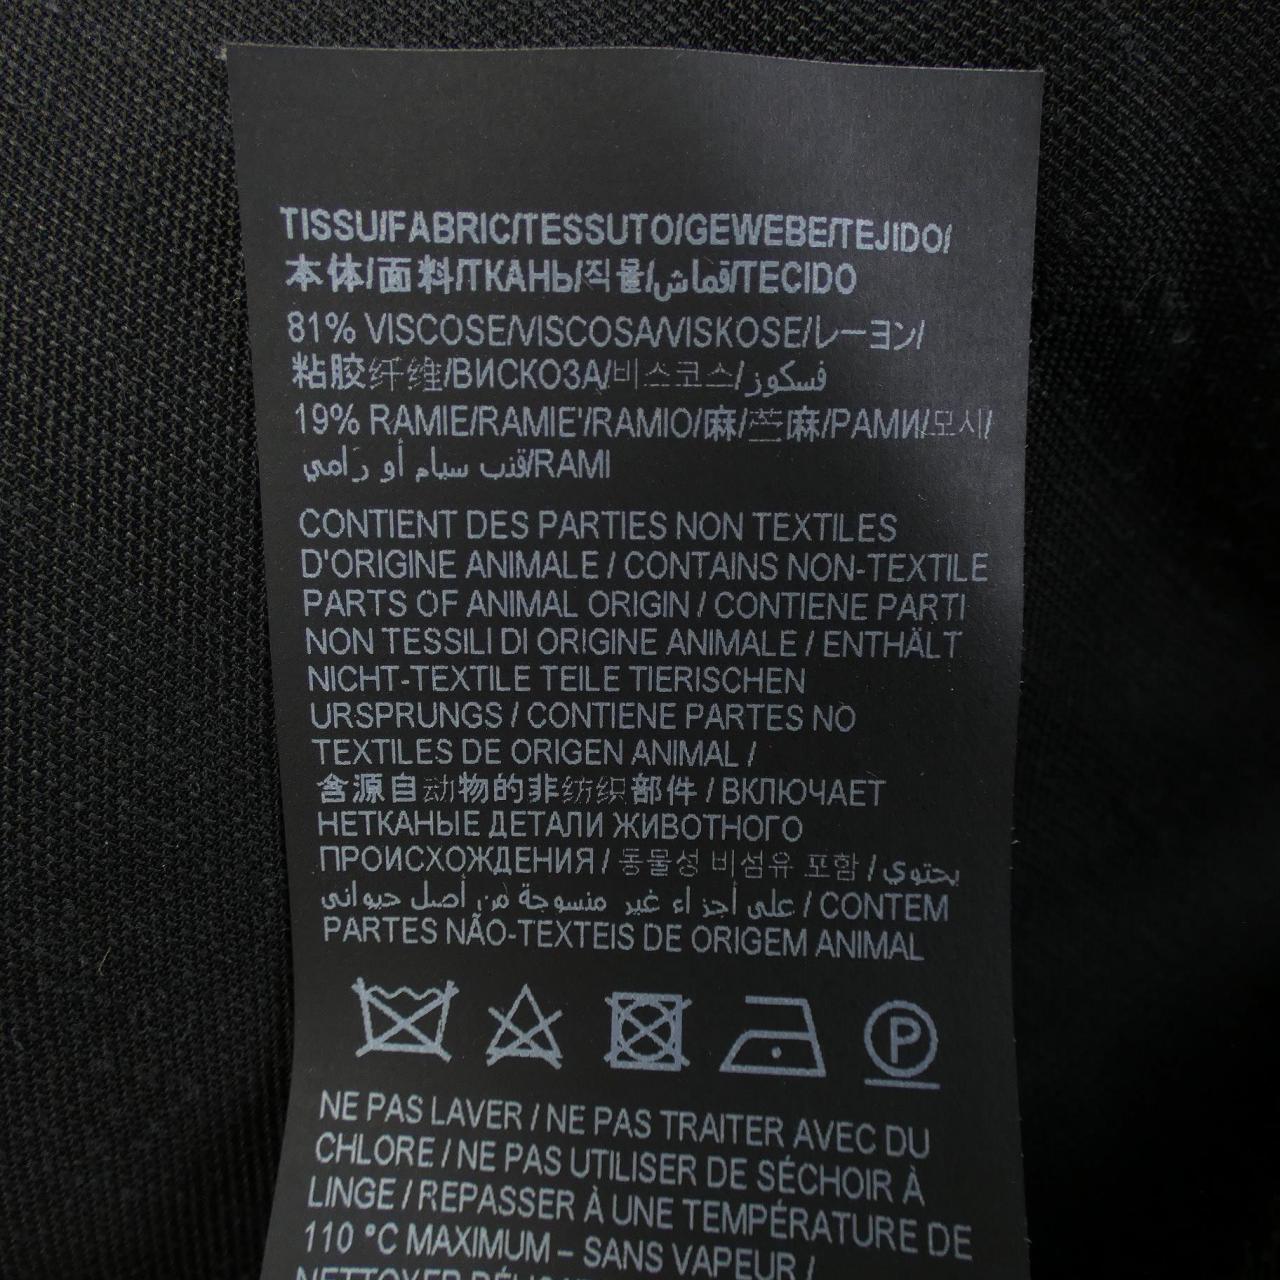 TISSU/FABRIC/TESSUTO/GEWEBE/TEJIDO/
本体/面料/ТКАНЬ/직물/قماش/TECIDO
81% VISCOSE/VISCOSA/VISKOSE/レーヨン/
粘胶纤维/ВИСКОЗА/비스코스/فسكوز
19% RAMIE/RAMIE'/RAMIO/麻/苎麻/РАМИ/모시/
قنب سيام أو رامي/RAMI
CONTIENT DES PARTIES NON TEXTILES
D'ORIGINE ANIMALE / CONTAINS NON-TEXTILE
PARTS OF ANIMAL ORIGIN / CONTIENE PARTI
NON TESSILI DI ORIGINE ANIMALE / ENTHÄLT
NICHT-TEXTILE TEILE TIERISCHEN
URSPRUNGS / CONTIENE PARTES NO
TEXTILES DE ORIGEN ANIMAL /
含源自动物的非纺织部件 / ВКЛЮЧАЕТ
НЕТКАНЫЕ ДЕТАЛИ ЖИВОТНОГО
ПРОИСХОЖДЕНИЯ / 동물성 비섬유 포함 / يحتوي
على أجزاء غير منسوجة من أصل حيواني / CONTEM
PARTES NÃO-TEXTEIS DE ORIGEM ANIMAL
P
NE PAS LAVER / NE PAS TRAITER AVEC DU
CHLORE / NE PAS UTILISER DE SÉCHOIR À
LINGE / REPASSER À UNE TEMPÉRATURE DE
110 °C MAXIMUM – SANS VAPEUR /
NETTOYER